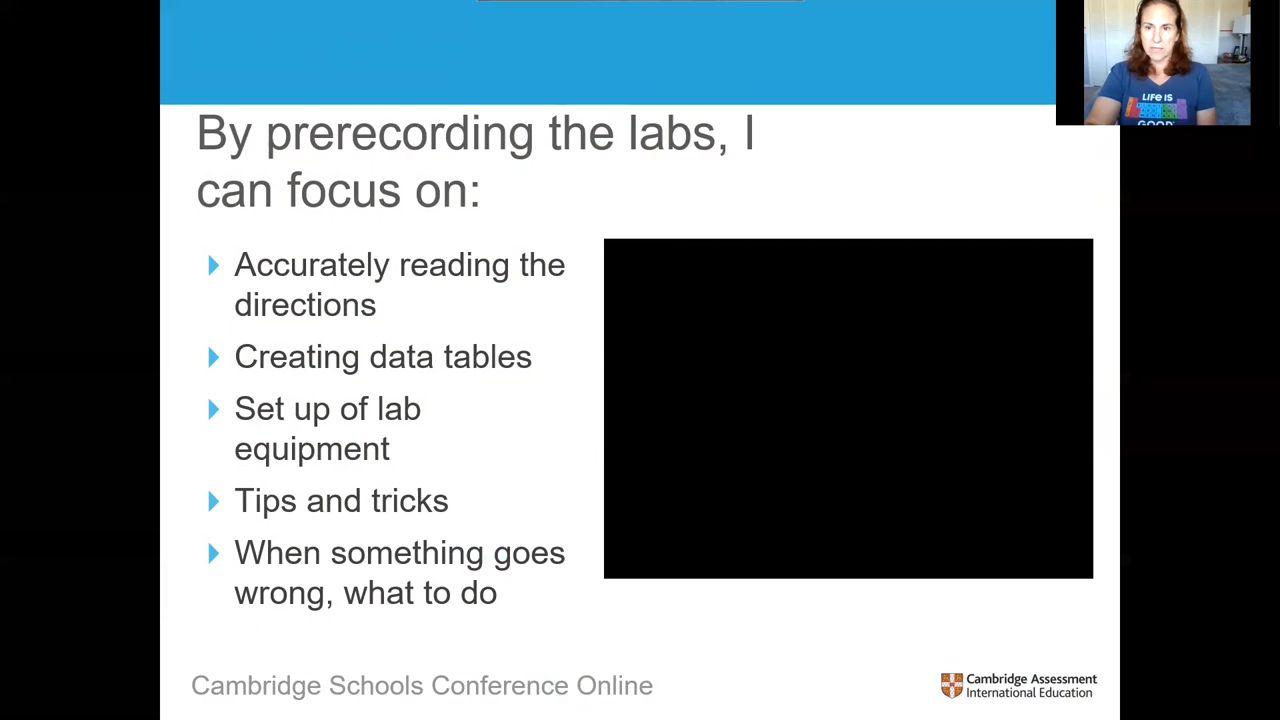 By prerecording the labs, I
can focus on:
Accurately reading the
directions
Creating data tables
Set up of lab
equipment
Tips and tricks
When something goes
wrong, what to do
Cambridge Schools Conference Online
Cambridge Assessment
International Education
LIFE IS
GOOD